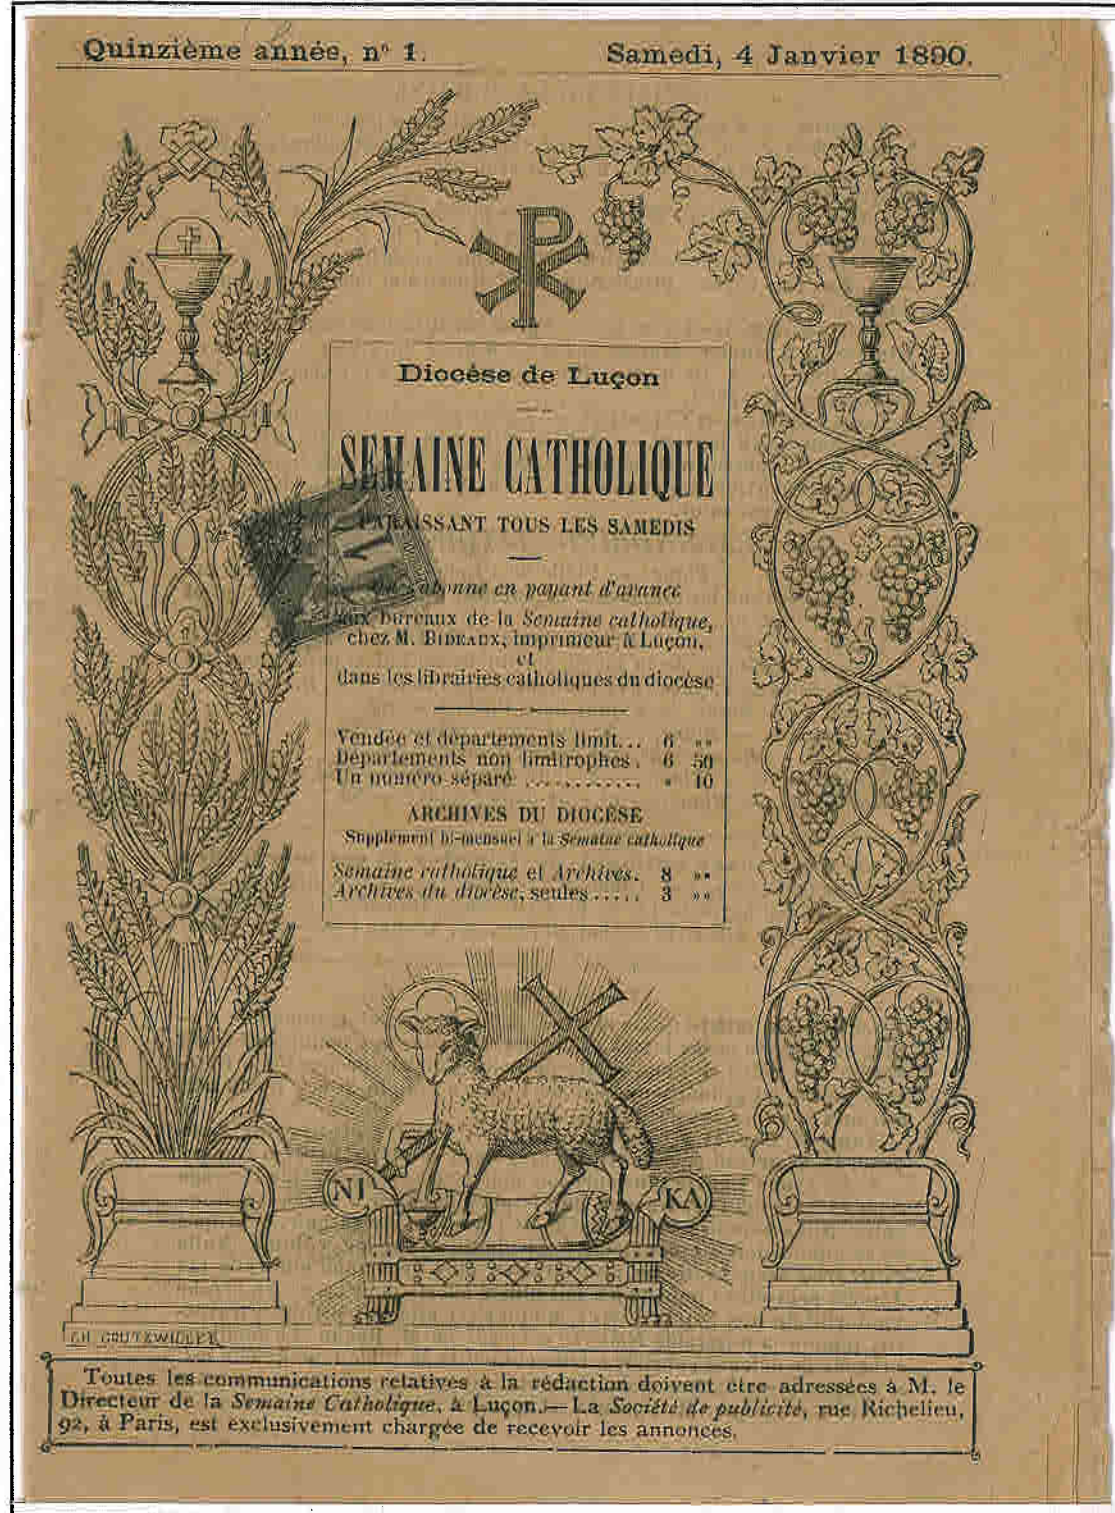 Quinzième année, n° 1.
Samedi, 4 Janvier 1890.
Diocèse de Luçon
SEMAINE CATHOLIQUE
PARAISSANT TOUS LES SAMEDIS
On s'abonne en payant d'avance
aux bureaux de la Semaine catholique,
chez M. BIDEAUX, imprimeur à Luçon,
et
dans les librairies catholiques du diocèse
Vendée et départements limit... 6 »»
Départements non limitrophes. 6 50
Un numéro séparé ............ » 10
ARCHIVES DU DIOCÈSE
Supplément bi-mensuel à la Semaine catholique
Semaine catholique et Archives. 8 »»
Archives du diocèse, seules ..... 3 »»
NI KA
Toutes les communications relatives à la rédaction doivent être adressées à M. le
Directeur de la Semaine Catholique, à Luçon. — La Société de publicité, rue Richelieu,
92, à Paris, est exclusivement chargée de recevoir les annonces.